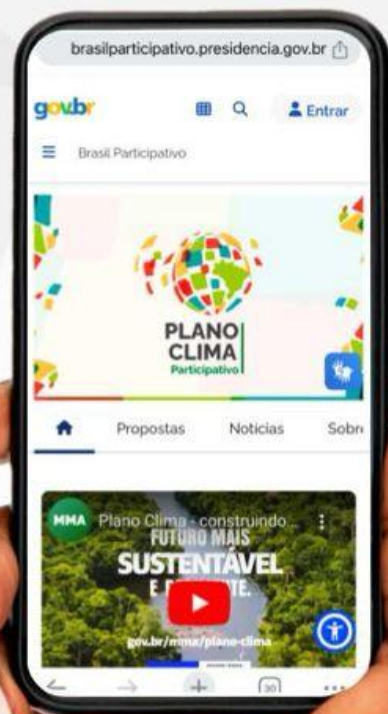 brasilparticipativo.presidencia.gov.br
gov.br
Entrar
Brasil Participativo
PLANO
CLIMA
Participativo
Propostas
Notícias
Sobre
MMA
Plano Clima - construindo...
FUTURO MAIS
SUSTENTÁVEL
gov.br/mma/plano-clima
30